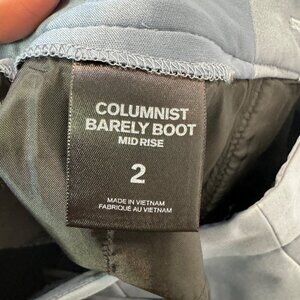 COLUMNIST
BARELY BOOT
MID RISE
2
MADE IN VIETNAM
FABRIQUÉ AU VIETNAM